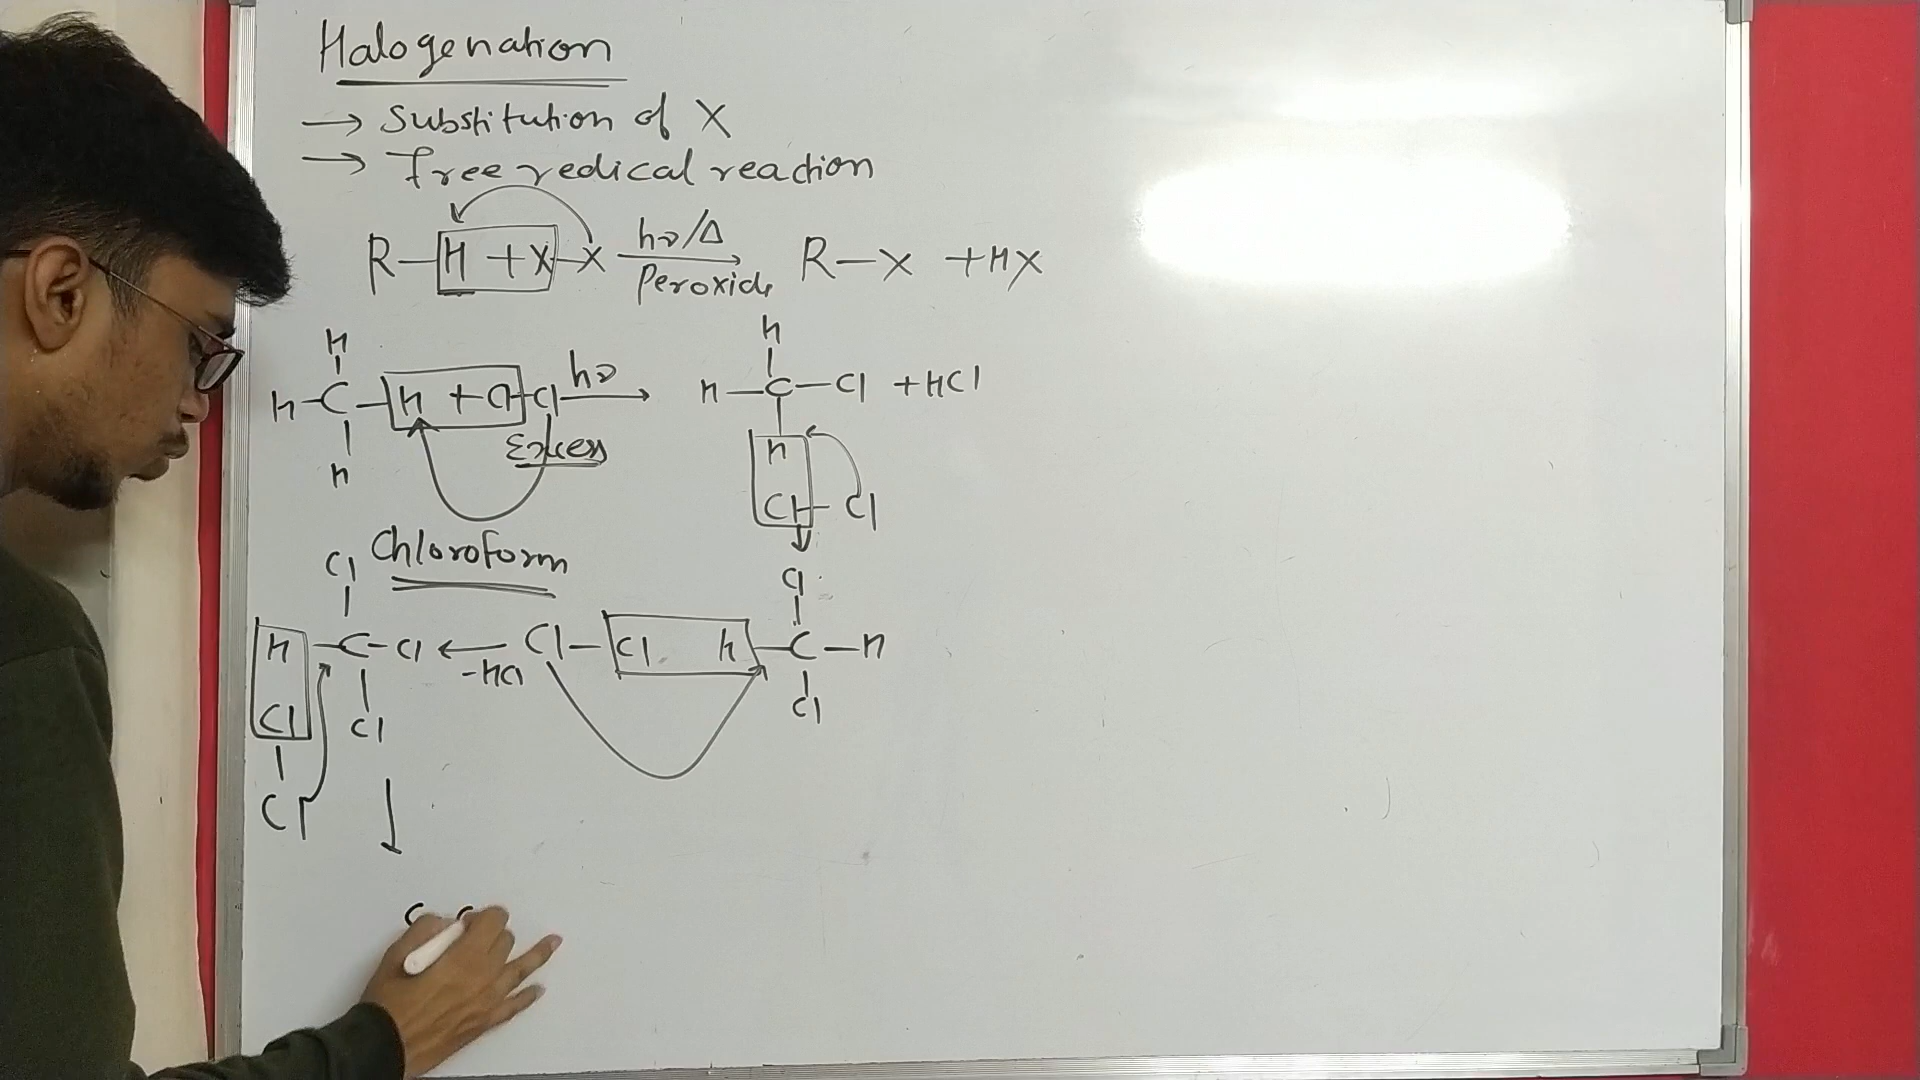 Halogenation
→ Substitution of X
→ Free redical reaction
R—H + X—X hν/Δ Peroxide R—X + HX
H
H—C—H + Cl—Cl hν → Excess
H
H
H—C—Cl + HCl
H
Cl—Cl
Chloroform
Cl
H—C—Cl ← -HCl Cl—Cl H—C—H
Cl
Cl
Cl
Cl
Cl